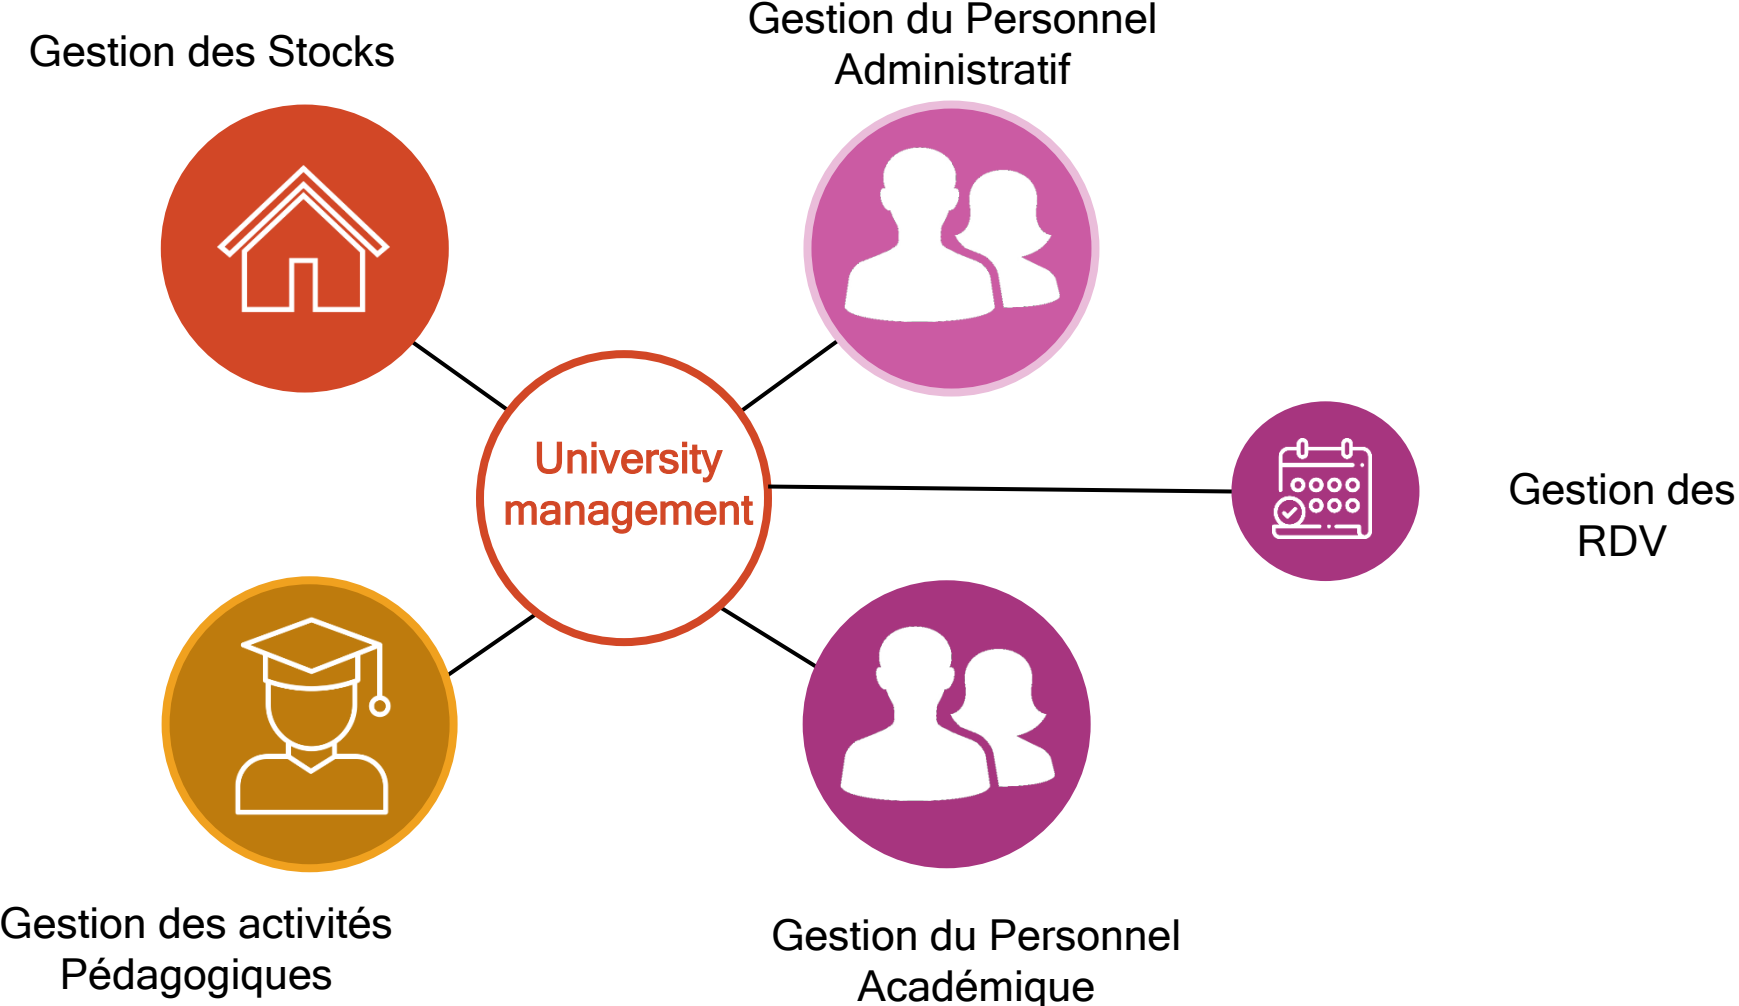 Gestion des Stocks
Gestion du Personnel
Administratif
University
management
Gestion des
RDV
Gestion des activités
Pédagogiques
Gestion du Personnel
Académique